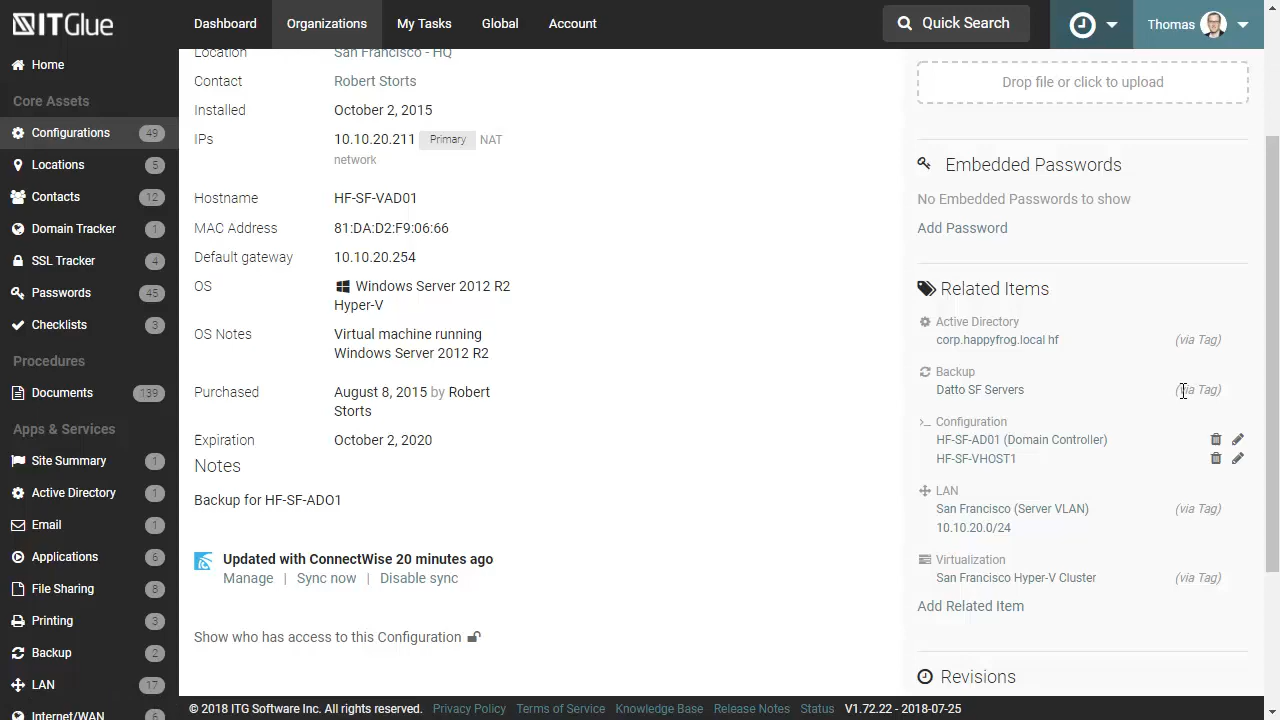 ITGlue
Dashboard
Organizations
My Tasks
Global
Account
Quick Search
Thomas
Home
Core Assets
Configurations 49
Locations 5
Contacts 12
Domain Tracker 1
SSL Tracker 4
Passwords 45
Checklists 3
Procedures
Documents 139
Apps & Services
Site Summary 1
Active Directory 1
Email 1
Applications 6
File Sharing 8
Printing 3
Backup 2
LAN 17
Internet/WAN 6
Location San Francisco - HQ
Contact Robert Storts
Installed October 2, 2015
IPs 10.10.20.211 Primary NAT
network
Hostname HF-SF-VAD01
MAC Address 81:DA:D2:F9:06:66
Default gateway 10.10.20.254
OS Windows Server 2012 R2
Hyper-V
OS Notes Virtual machine running
Windows Server 2012 R2
Purchased August 8, 2015 by Robert
Storts
Expiration October 2, 2020
Notes
Backup for HF-SF-ADO1
Updated with ConnectWise 20 minutes ago
Manage | Sync now | Disable sync
Show who has access to this Configuration
Drop file or click to upload
Embedded Passwords
No Embedded Passwords to show
Add Password
Related Items
Active Directory
corp.happyfrog.local hf (via Tag)
Backup
Datto SF Servers (via Tag)
Configuration
HF-SF-AD01 (Domain Controller)
HF-SF-VHOST1
LAN
San Francisco (Server VLAN) (via Tag)
10.10.20.0/24
Virtualization
San Francisco Hyper-V Cluster (via Tag)
Add Related Item
Revisions
© 2018 ITG Software Inc. All rights reserved. Privacy Policy Terms of Service Knowledge Base Release Notes Status V1.72.22 - 2018-07-25